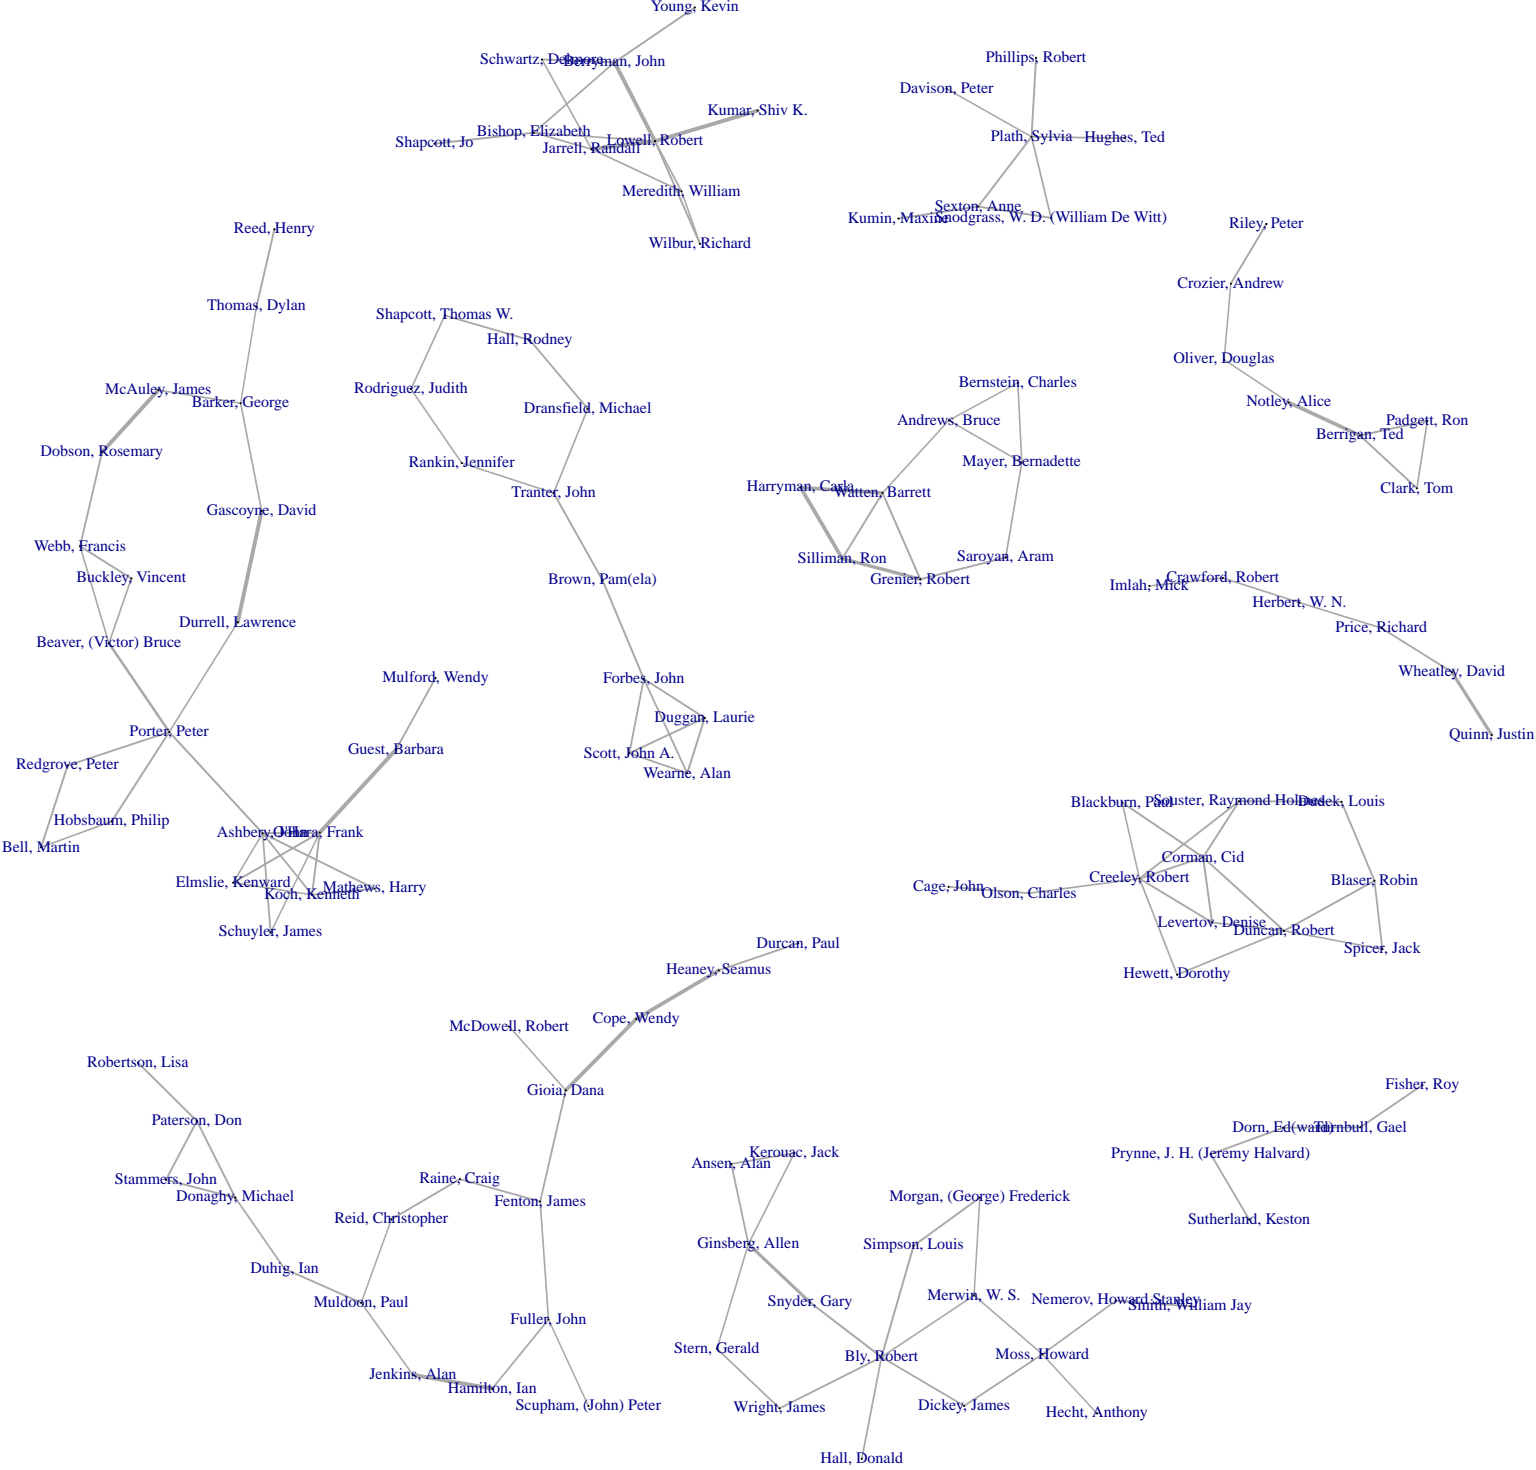 Young, Kevin
Schwartz, Delmore
Berryman, John
Phillips, Robert
Davison, Peter
Kumar, Shiv K.
Bishop, Elizabeth
Shapcott, Jo
Lowell, Robert
Jarrell, Randall
Plath, Sylvia
Hughes, Ted
Meredith, William
Sexton, Anne
Kumin, Maxine
Snodgrass, W. D. (William De Witt)
Reed, Henry
Wilbur, Richard
Riley, Peter
Crozier, Andrew
Thomas, Dylan
Shapcott, Thomas W.
Hall, Rodney
Oliver, Douglas
McAuley, James
Barker, George
Rodriguez, Judith
Dransfield, Michael
Bernstein, Charles
Notley, Alice
Andrews, Bruce
Padgett, Ron
Berrigan, Ted
Dobson, Rosemary
Rankin, Jennifer
Mayer, Bernadette
Tranter, John
Harryman, Carla
Watten, Barrett
Clark, Tom
Gascoyne, David
Webb, Francis
Buckley, Vincent
Silliman, Ron
Saroyan, Aram
Brown, Pam(ela)
Grenier, Robert
Imlah, Mick
Crawford, Robert
Herbert, W. N.
Durrell, Lawrence
Price, Richard
Beaver, (Victor) Bruce
Mulford, Wendy
Forbes, John
Wheatley, David
Duggan, Laurie
Porter, Peter
Quinn, Justin
Guest, Barbara
Scott, John A.
Redgrove, Peter
Wearne, Alan
Blackburn, Paul
Souster, Raymond Holmes
Dudek, Louis
Hobsbaum, Philip
Ashbery, John
O'Hara, Frank
Bell, Martin
Corman, Cid
Elmslie, Kenward
Koch, Kenneth
Mathews, Harry
Cage, John
Olson, Charles
Creeley, Robert
Blaser, Robin
Levertov, Denise
Duncan, Robert
Schuyler, James
Durcan, Paul
Spicer, Jack
Heaney, Seamus
Hewett, Dorothy
Cope, Wendy
McDowell, Robert
Robertson, Lisa
Gioia, Dana
Fisher, Roy
Paterson, Don
Dorn, Ed(ward)
Turnbull, Gael
Kerouac, Jack
Ansen, Alan
Prynne, J. H. (Jeremy Halvard)
Stammers, John
Donaghy, Michael
Raine, Craig
Fenton, James
Morgan, (George) Frederick
Reid, Christopher
Sutherland, Keston
Ginsberg, Allen
Simpson, Louis
Duhig, Ian
Muldoon, Paul
Snyder, Gary
Merwin, W. S.
Nemerov, Howard Stanley
Smith, William Jay
Fuller, John
Stern, Gerald
Bly, Robert
Moss, Howard
Jenkins, Alan
Hamilton, Ian
Scupham, (John) Peter
Wright, James
Dickey, James
Hecht, Anthony
Hall, Donald